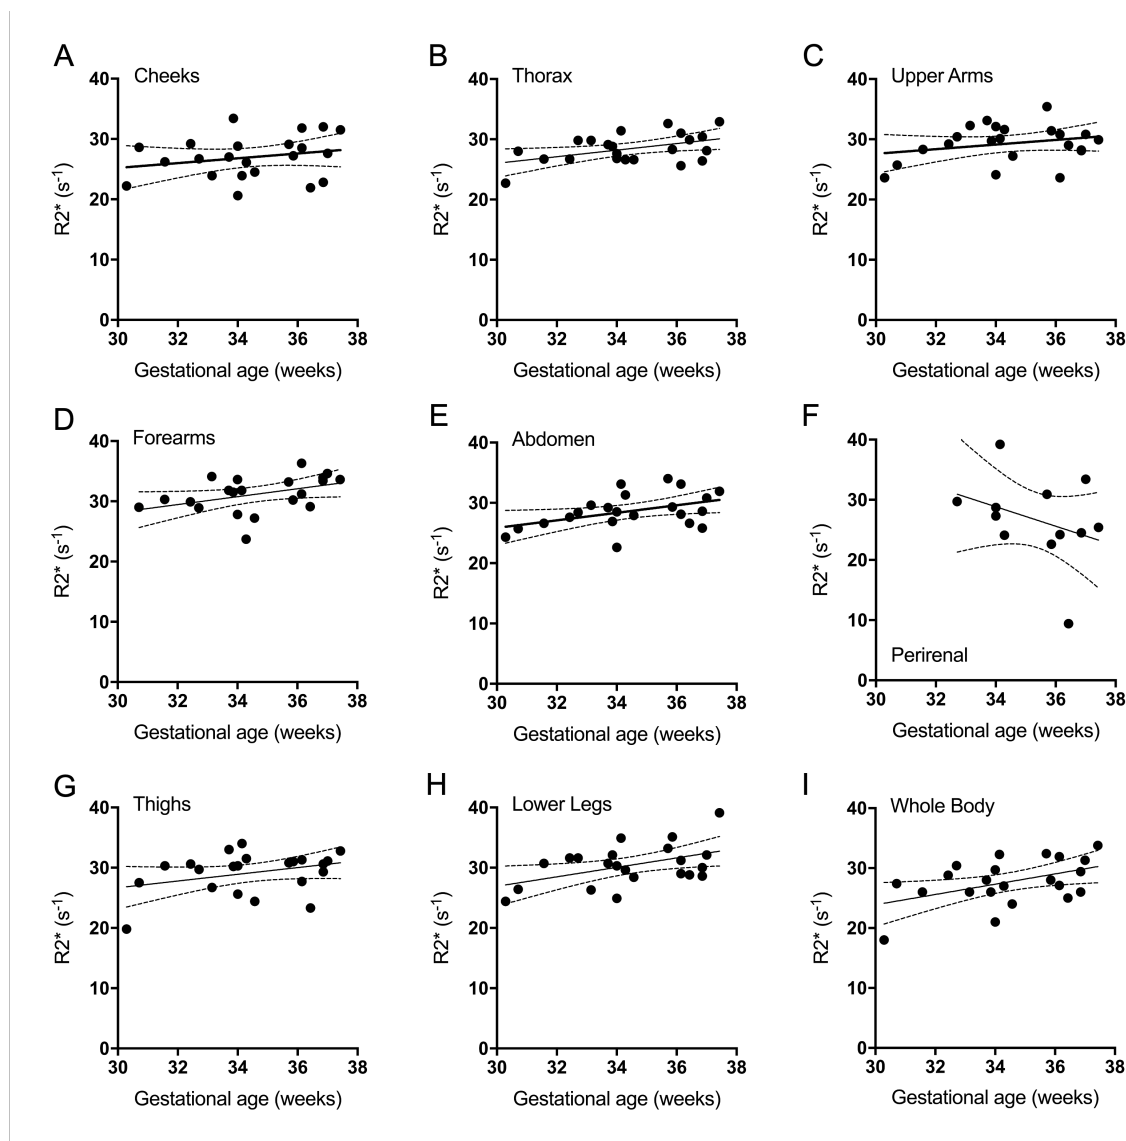 A
Cheeks
40
30
20
10
0
R2* (s-1)
30 32 34 36 38
Gestational age (weeks)
B
Thorax
40
30
20
10
0
R2* (s-1)
30 32 34 36 38
Gestational age (weeks)
C
Upper Arms
40
30
20
10
0
R2* (s-1)
30 32 34 36 38
Gestational age (weeks)
D
Forearms
40
30
20
10
0
R2* (s-1)
30 32 34 36 38
Gestational age (weeks)
E
Abdomen
40
30
20
10
0
R2* (s-1)
30 32 34 36 38
Gestational age (weeks)
F
40
30
20
10
0
R2* (s-1)
Perirenal
30 32 34 36 38
Gestational age (weeks)
G
Thighs
40
30
20
10
0
R2* (s-1)
30 32 34 36 38
Gestational age (weeks)
H
Lower Legs
40
30
20
10
0
R2* (s-1)
30 32 34 36 38
Gestational age (weeks)
I
Whole Body
40
30
20
10
0
R2* (s-1)
30 32 34 36 38
Gestational age (weeks)